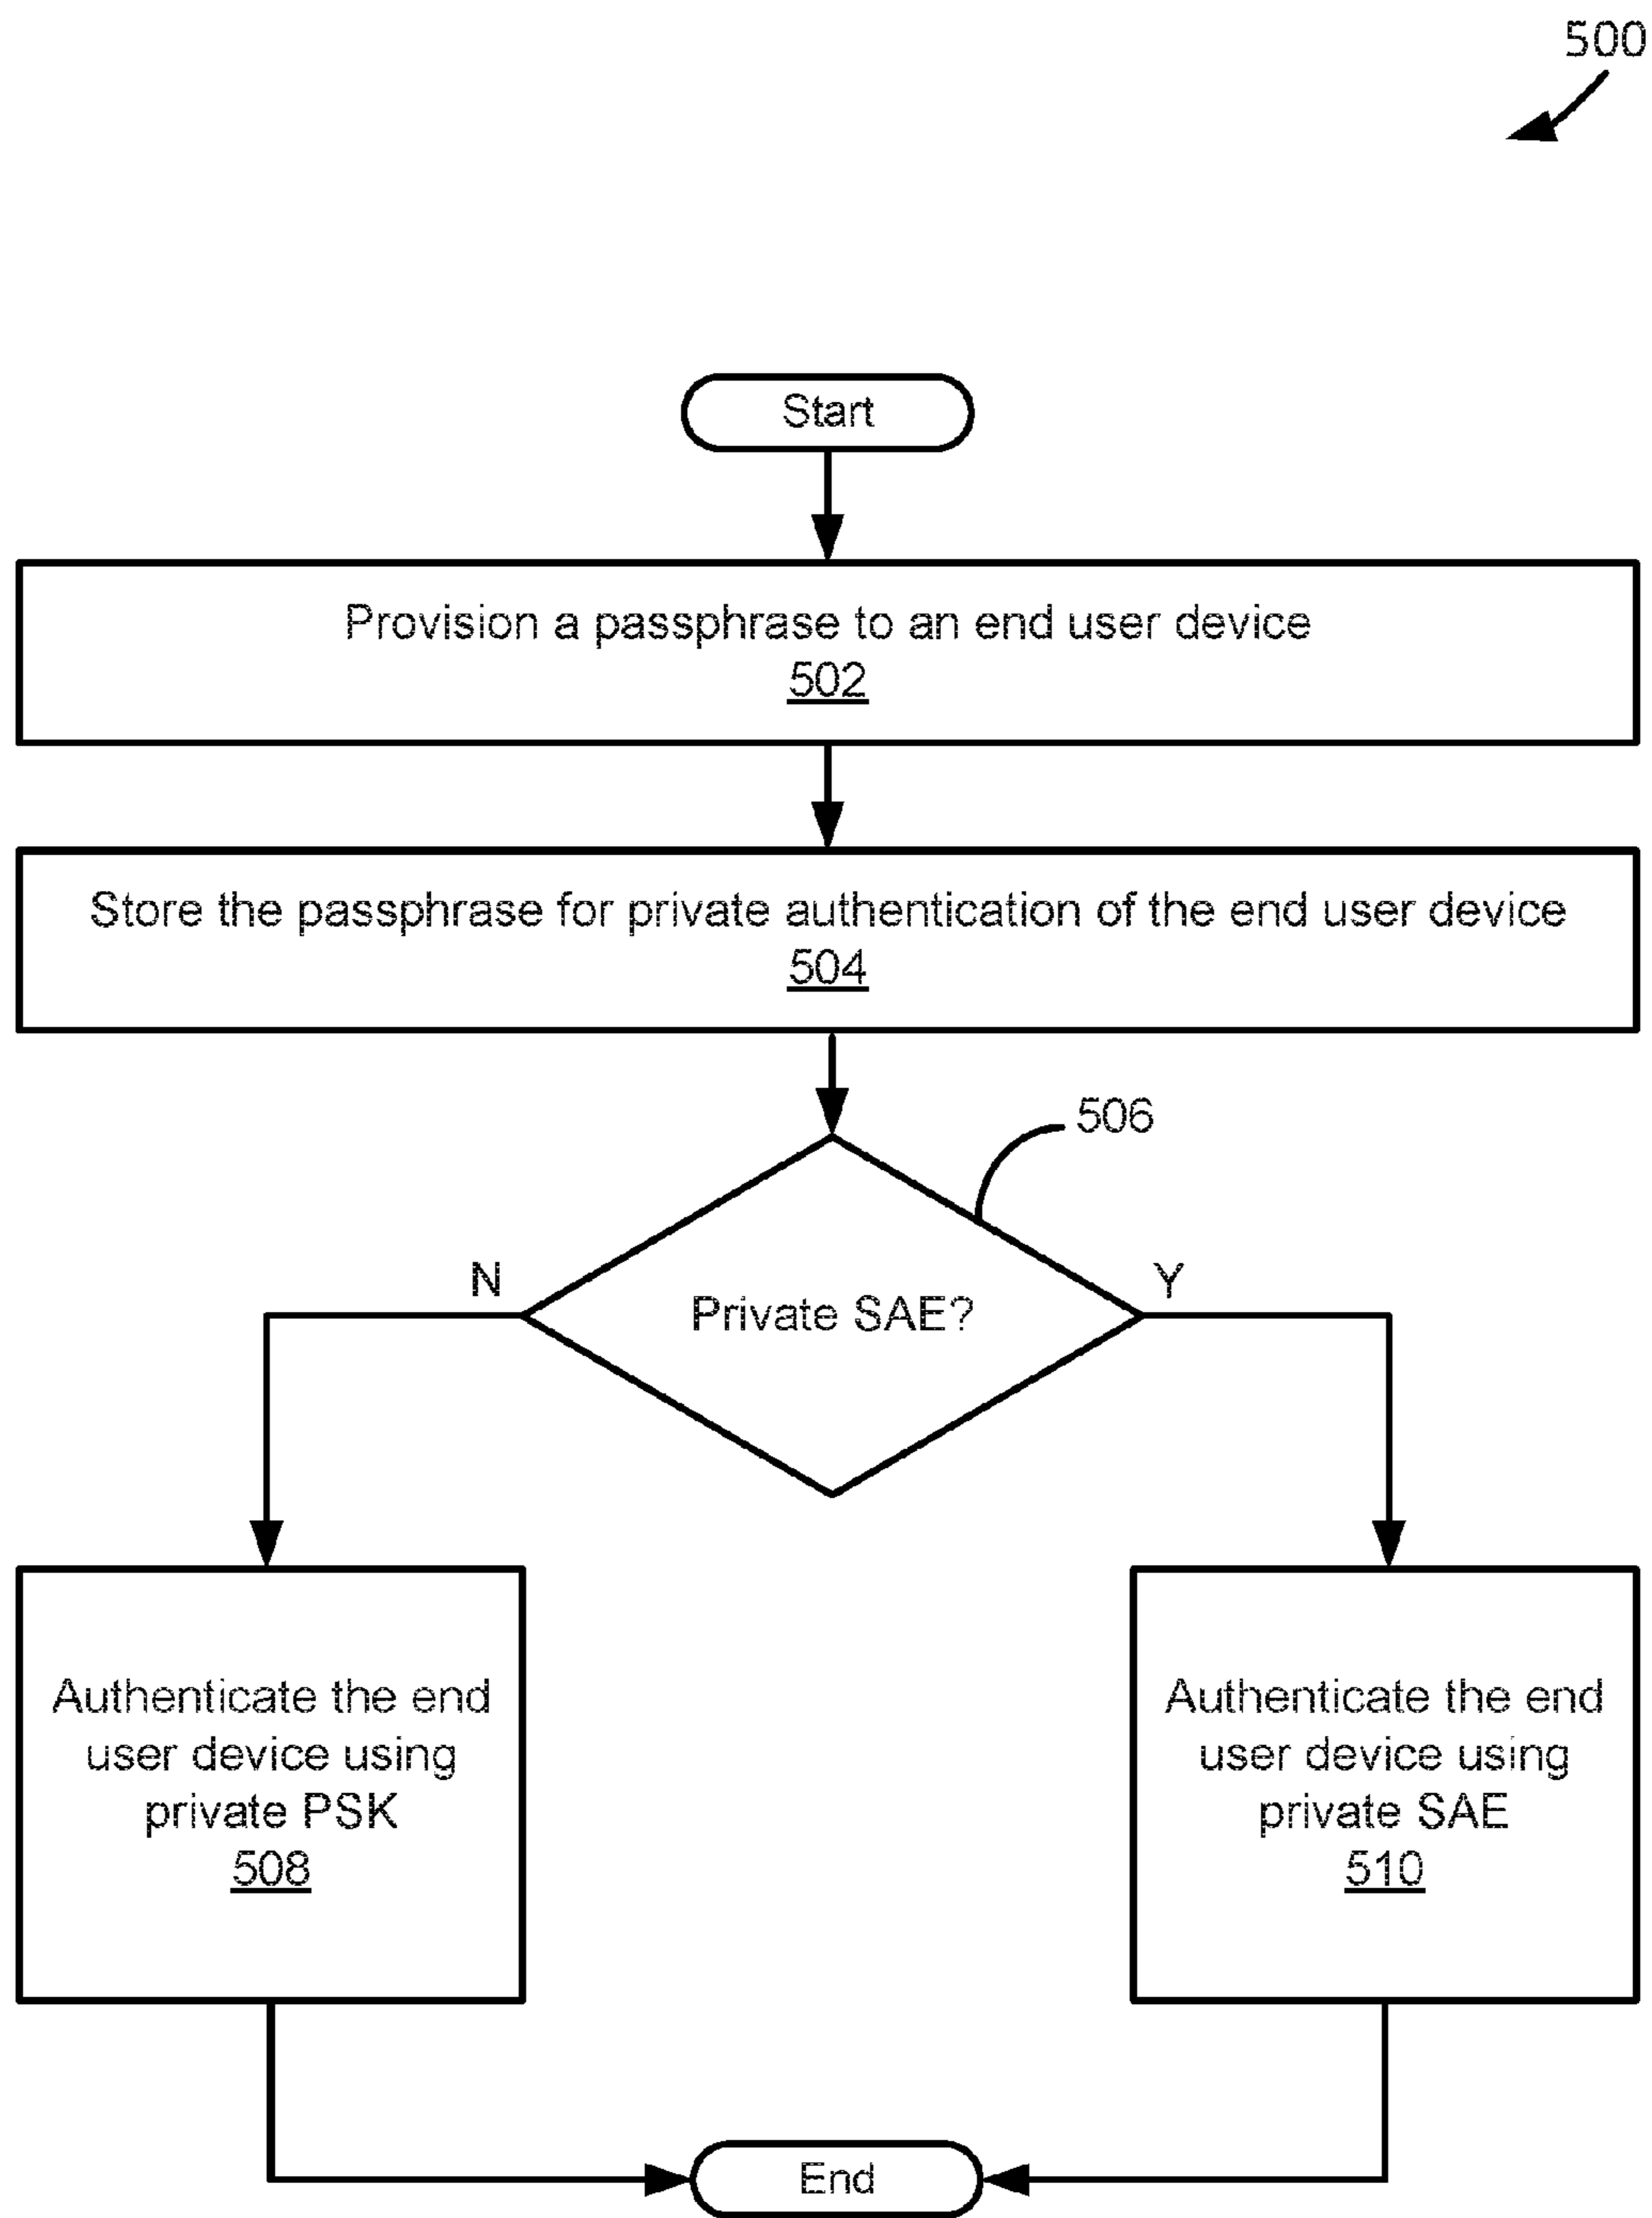 500
Start
Provision a passphrase to an end user device
502
Store the passphrase for private authentication of the end user device
504
506
N
Y
Private SAE?
Authenticate the end
user device using
private PSK
508
Authenticate the end
user device using
private SAE
510
End